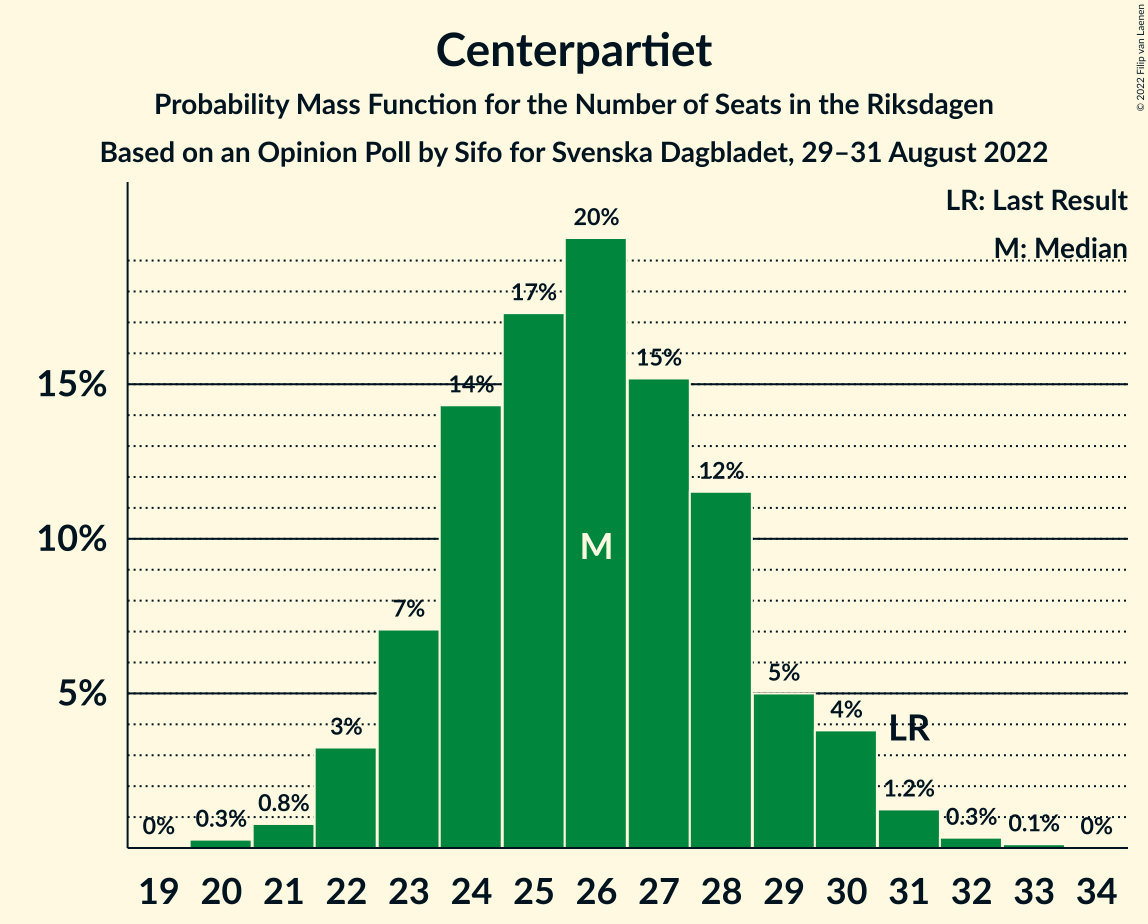 Centerpartiet
Probability Mass Function for the Number of Seats in the Riksdagen
Based on an Opinion Poll by Sifo for Svenska Dagbladet, 29–31 August 2022
© 2022 Filip van Laenen
LR: Last Result
M: Median
15%
10%
5%
0%
0.3%
0.8%
3%
7%
14%
17%
20%
15%
12%
5%
4%
1.2%
0.3%
0.1%
0%
M
LR
19 20 21 22 23 24 25 26 27 28 29 30 31 32 33 34